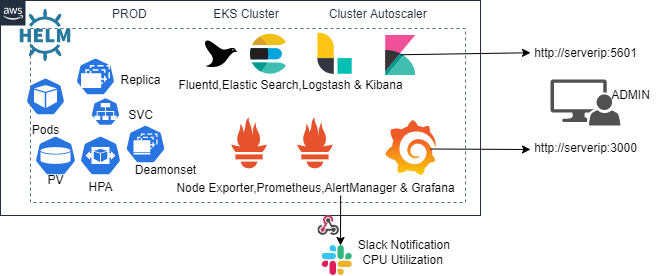 aws
PROD
EKS Cluster
Cluster Autoscaler
HELM
Replica
Fluentd,Elastic Search,Logstash & Kibana
http://serverip:5601
Pods
SVC
ADMIN
PV
HPA
Deamonset
Node Exporter,Prometheus,AlertManager & Grafana
http://serverip:3000
Slack Notification
CPU Utilization